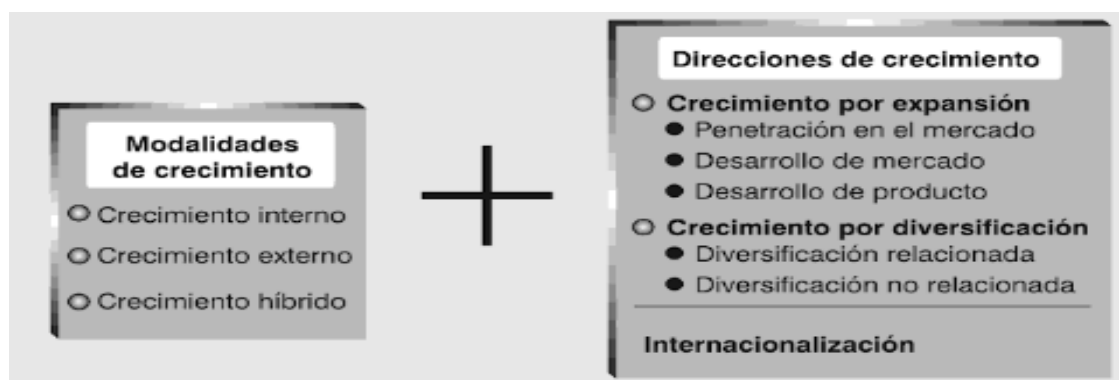 Modalidades
de crecimiento
Crecimiento interno
Crecimiento externo
Crecimiento híbrido
Direcciones de crecimiento
Crecimiento por expansión
Penetración en el mercado
Desarrollo de mercado
Desarrollo de producto
Crecimiento por diversificación
Diversificación relacionada
Diversificación no relacionada
Internacionalización